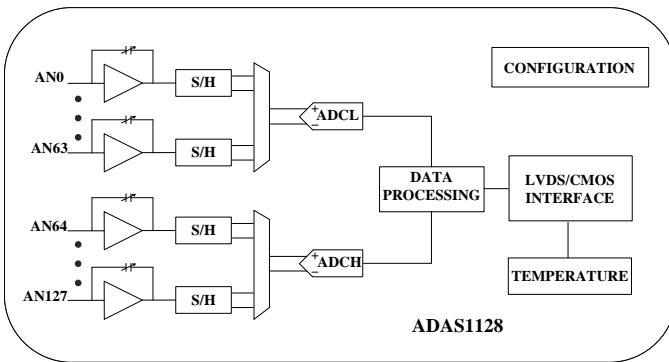 AN0
S/H
CONFIGURATION
+
ADCL
−
AN63
S/H
DATA
PROCESSING
LVDS/CMOS
INTERFACE
AN64
S/H
+
ADCH
−
TEMPERATURE
AN127
S/H
ADAS1128